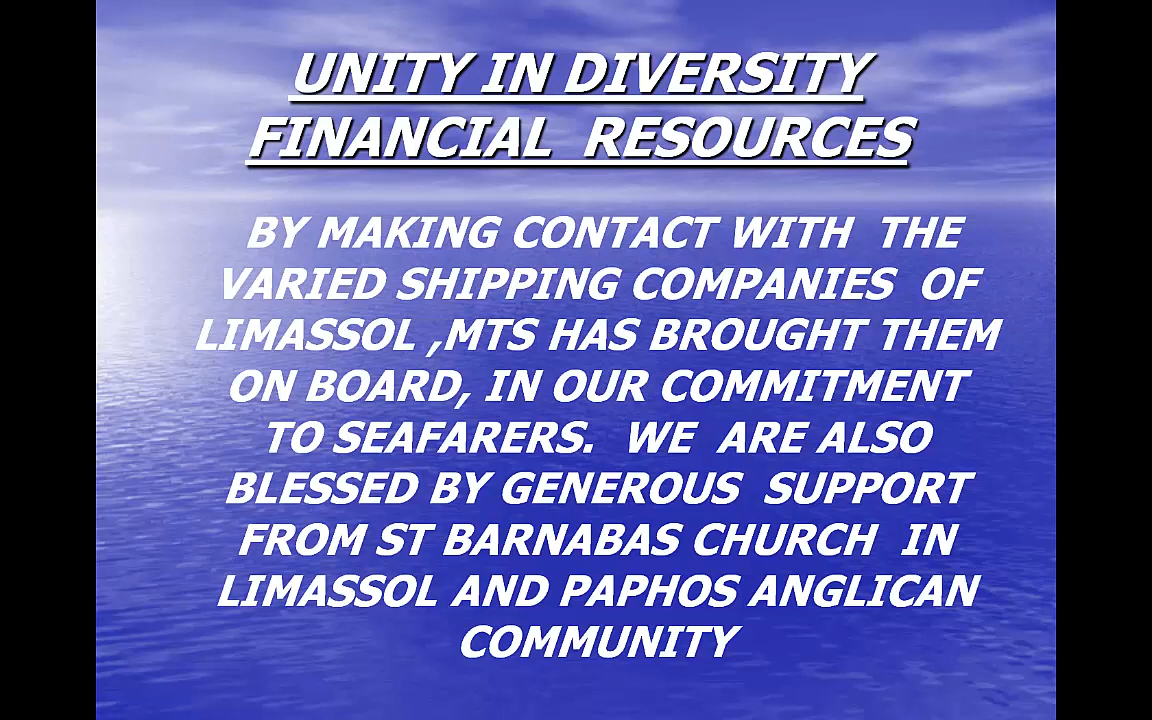 UNITY IN DIVERSITY
FINANCIAL  RESOURCES
BY MAKING CONTACT WITH  THE
VARIED SHIPPING COMPANIES  OF
LIMASSOL ,MTS HAS BROUGHT THEM
ON BOARD, IN OUR COMMITMENT
TO SEAFARERS.  WE  ARE ALSO
BLESSED BY GENEROUS  SUPPORT
FROM ST BARNABAS CHURCH  IN
LIMASSOL AND PAPHOS ANGLICAN
COMMUNITY